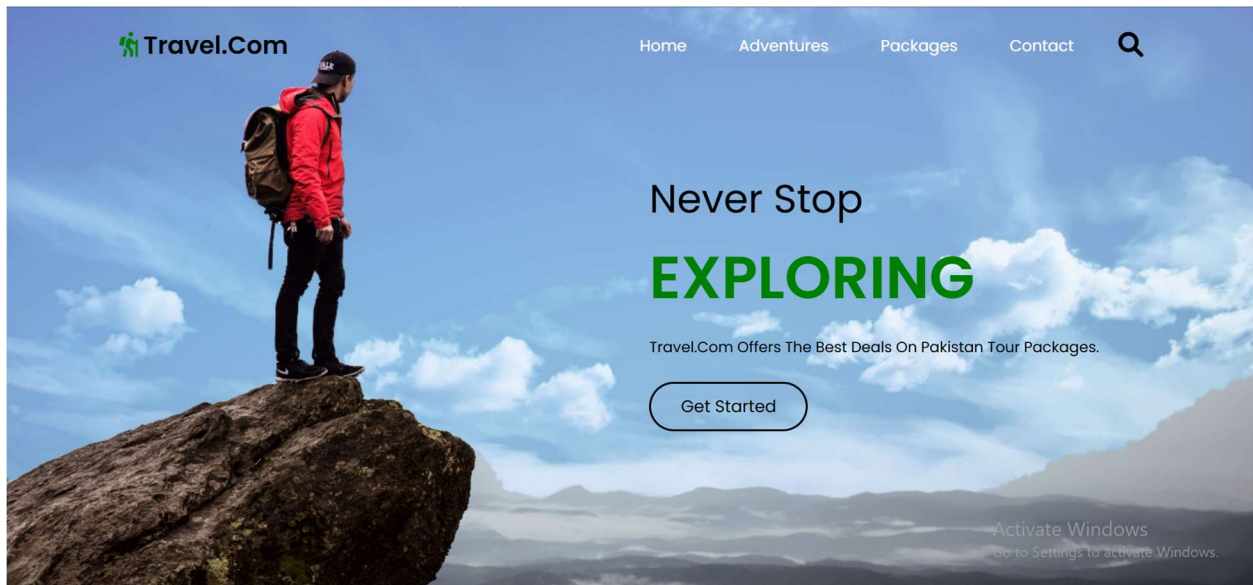 Travel.Com
Home Adventures Packages Contact
Never Stop
EXPLORING
Travel.Com Offers The Best Deals On Pakistan Tour Packages.
Get Started
Activate Windows
Go to Settings to activate Windows.